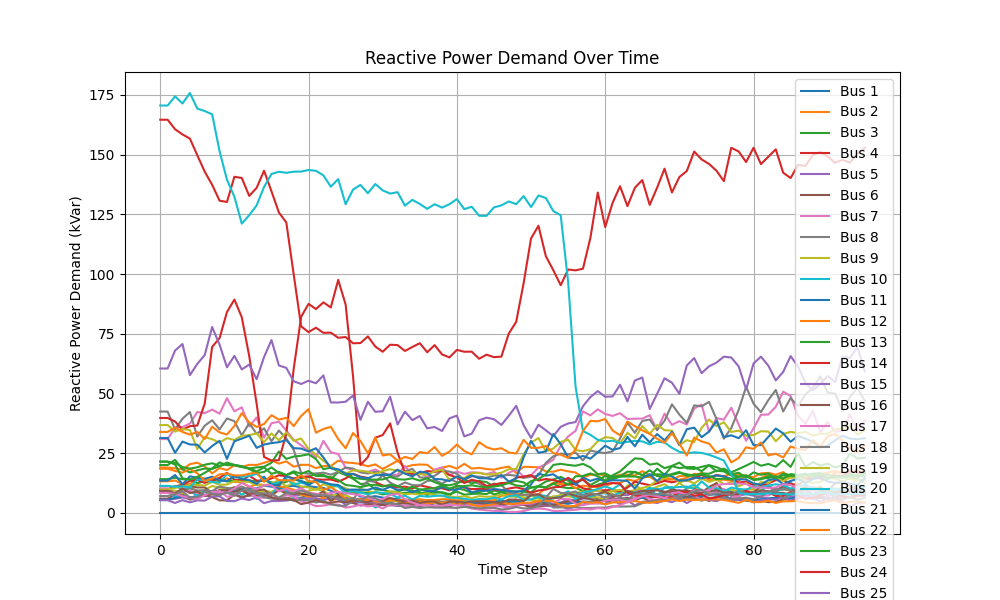 Reactive Power Demand Over Time
Reactive Power Demand (kVar)
175
150
125
100
75
50
25
0
0
20
40
60
80
Time Step
Bus 1
Bus 2
Bus 3
Bus 4
Bus 5
Bus 6
Bus 7
Bus 8
Bus 9
Bus 10
Bus 11
Bus 12
Bus 13
Bus 14
Bus 15
Bus 16
Bus 17
Bus 18
Bus 19
Bus 20
Bus 21
Bus 22
Bus 23
Bus 24
Bus 25